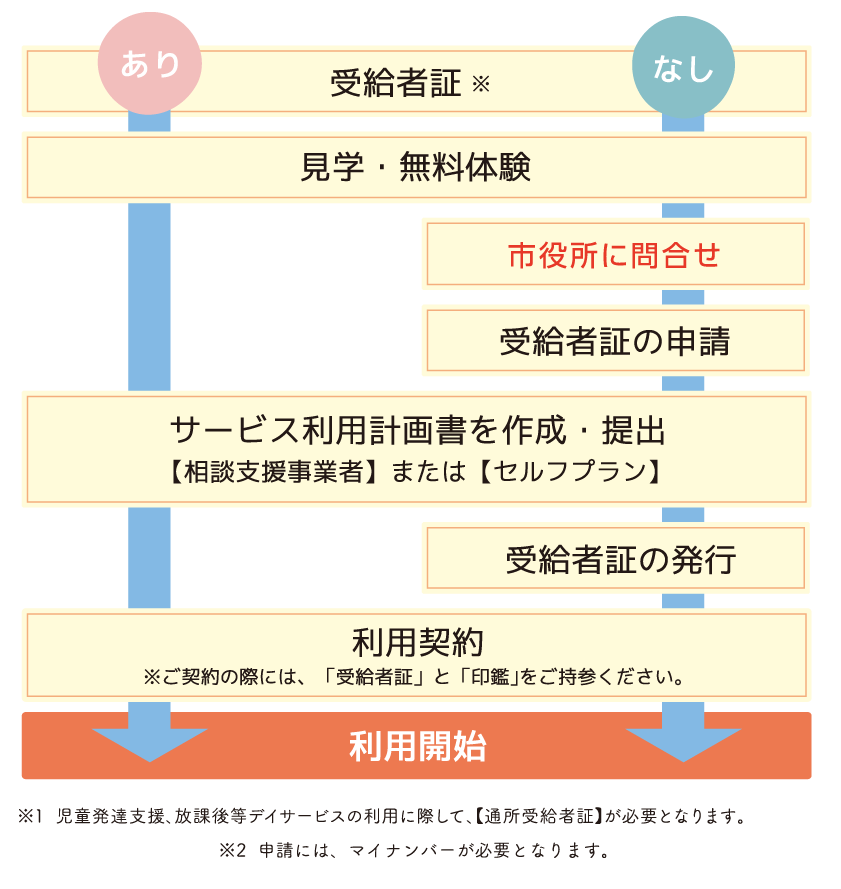 あり
なし
受給者証 ※
見学・無料体験
市役所に問合せ
受給者証の申請
サービス利用計画書を作成・提出
【相談支援事業者】または【セルフプラン】
受給者証の発行
利用契約
※ご契約の際には、「受給者証」と「印鑑」をご持参ください。
利用開始
※1 児童発達支援、放課後等デイサービスの利用に際して、【通所受給者証】が必要となります。
※2 申請には、マイナンバーが必要となります。